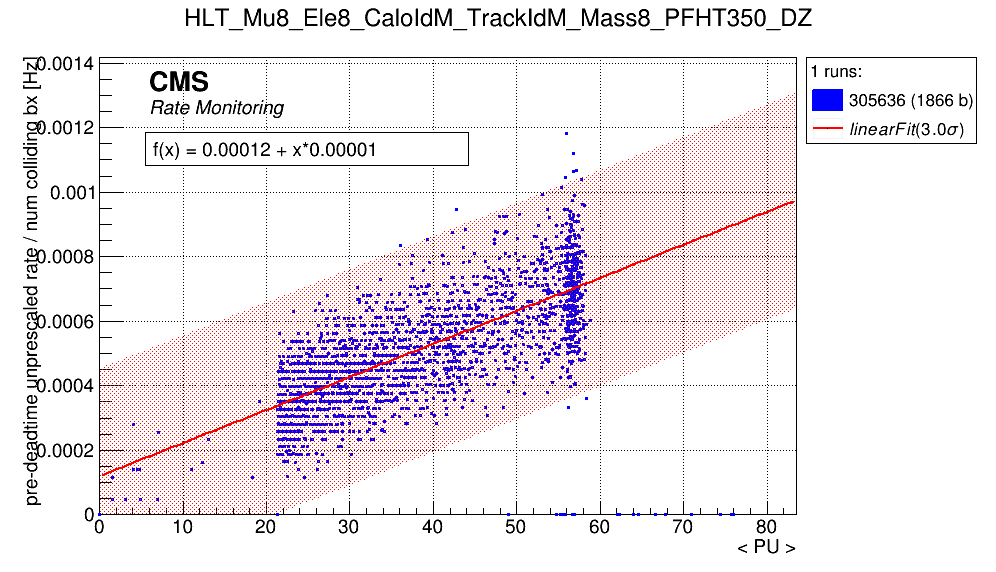 HLT_Mu8_Ele8_CaloIdM_TrackIdM_Mass8_PFHT350_DZ
pre-deadtime unprescaled rate / num colliding bx [Hz]
0.0014
0.0012
0.001
0.0008
0.0006
0.0004
0.0002
0
CMS
Rate Monitoring
f(x) = 0.00012 + x*0.00001
1 runs:
305636 (1866 b)
linearFit(3.0σ)
0 10 20 30 40 50 60 70 80
< PU >